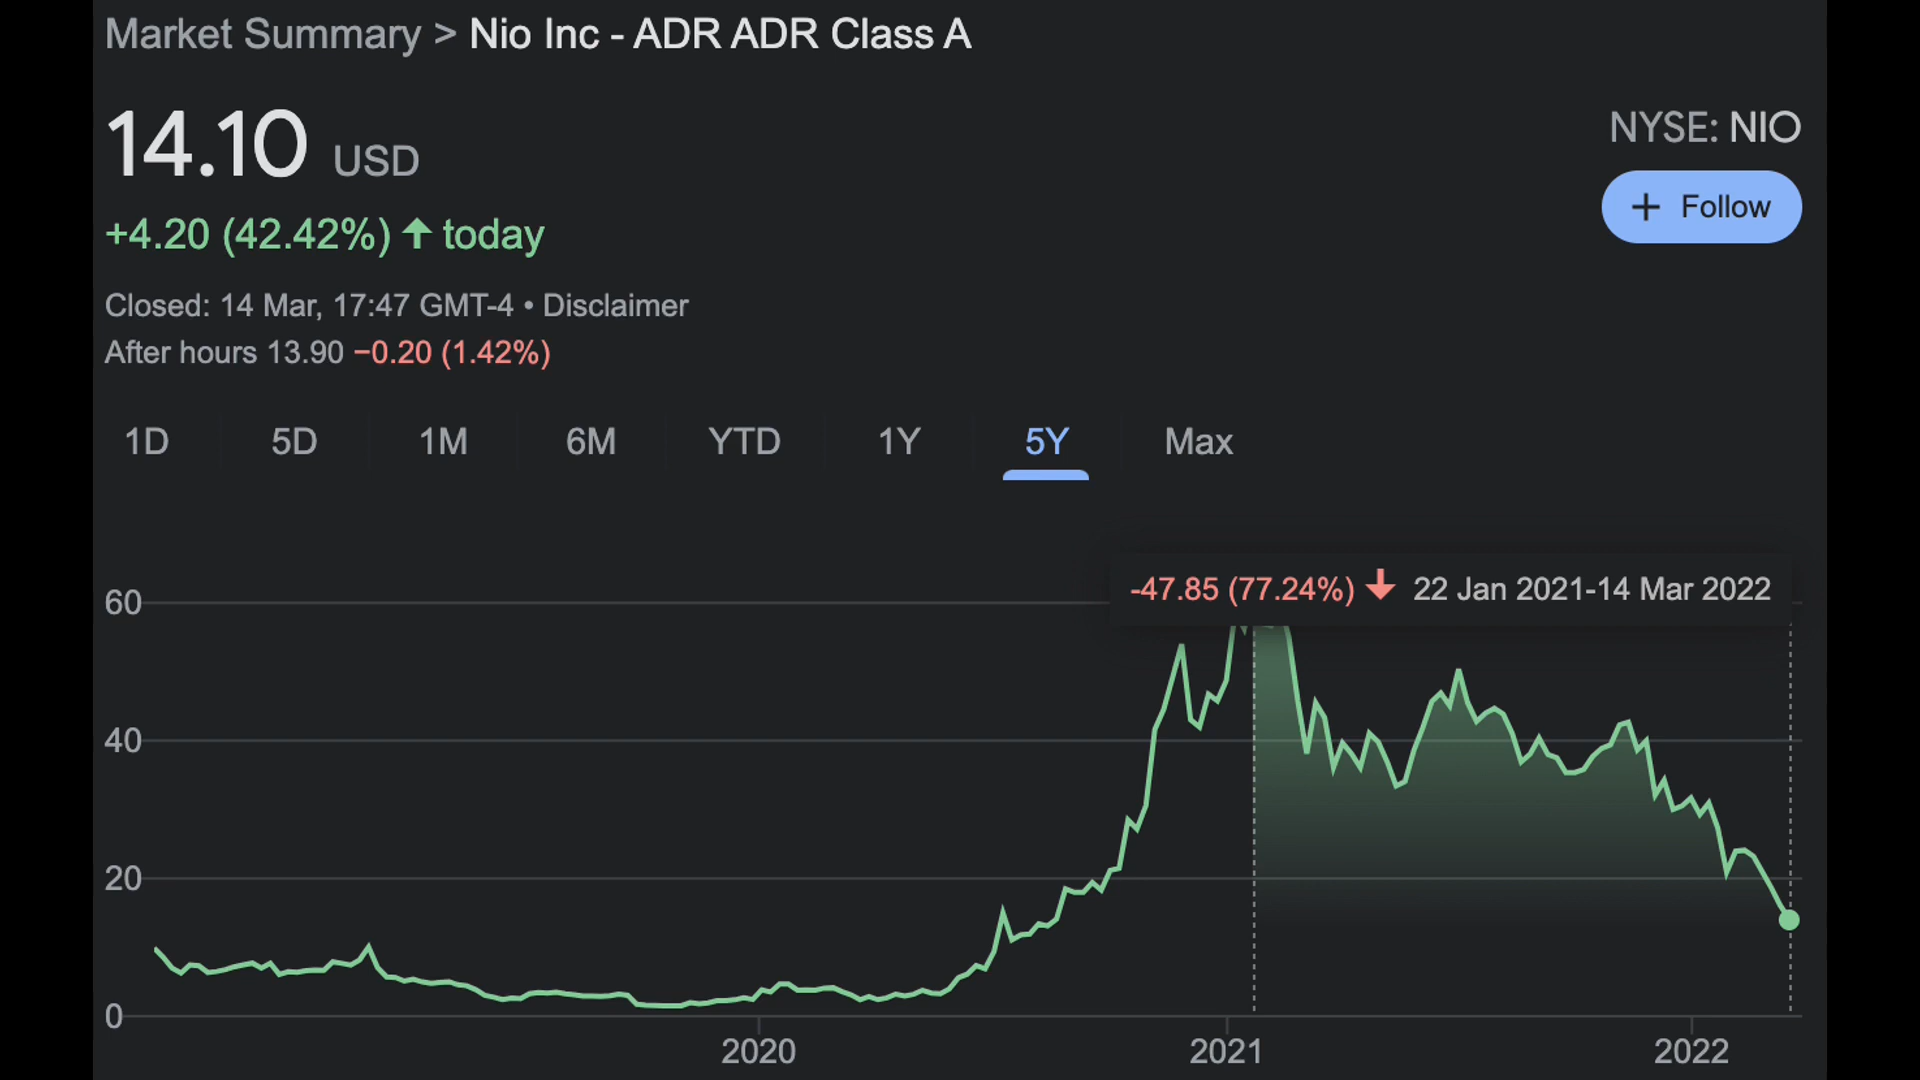 Market Summary > Nio Inc - ADR ADR Class A
14.10 USD
NYSE: NIO
+ Follow
+4.20 (42.42%) ↑ today
Closed: 14 Mar, 17:47 GMT-4 • Disclaimer
After hours 13.90 −0.20 (1.42%)
1D 5D 1M 6M YTD 1Y 5Y Max
-47.85 (77.24%) ↓ 22 Jan 2021-14 Mar 2022
60
40
20
0
2020 2021 2022